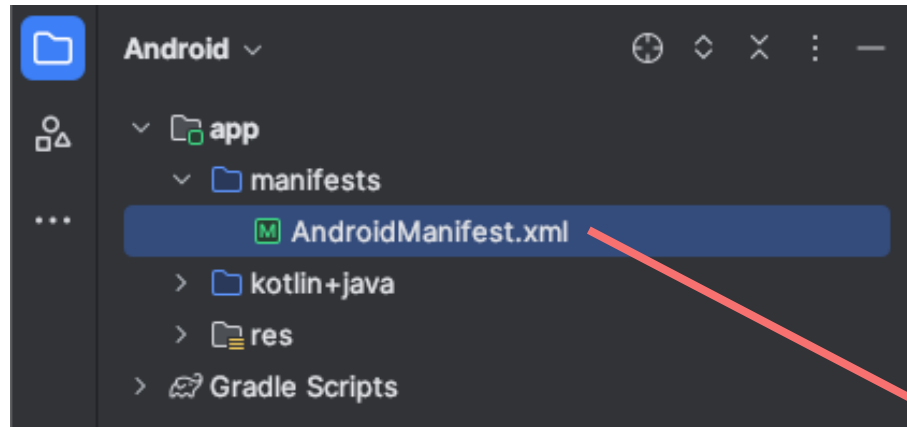 Android
app
manifests
M AndroidManifest.xml
kotlin+java
res
Gradle Scripts